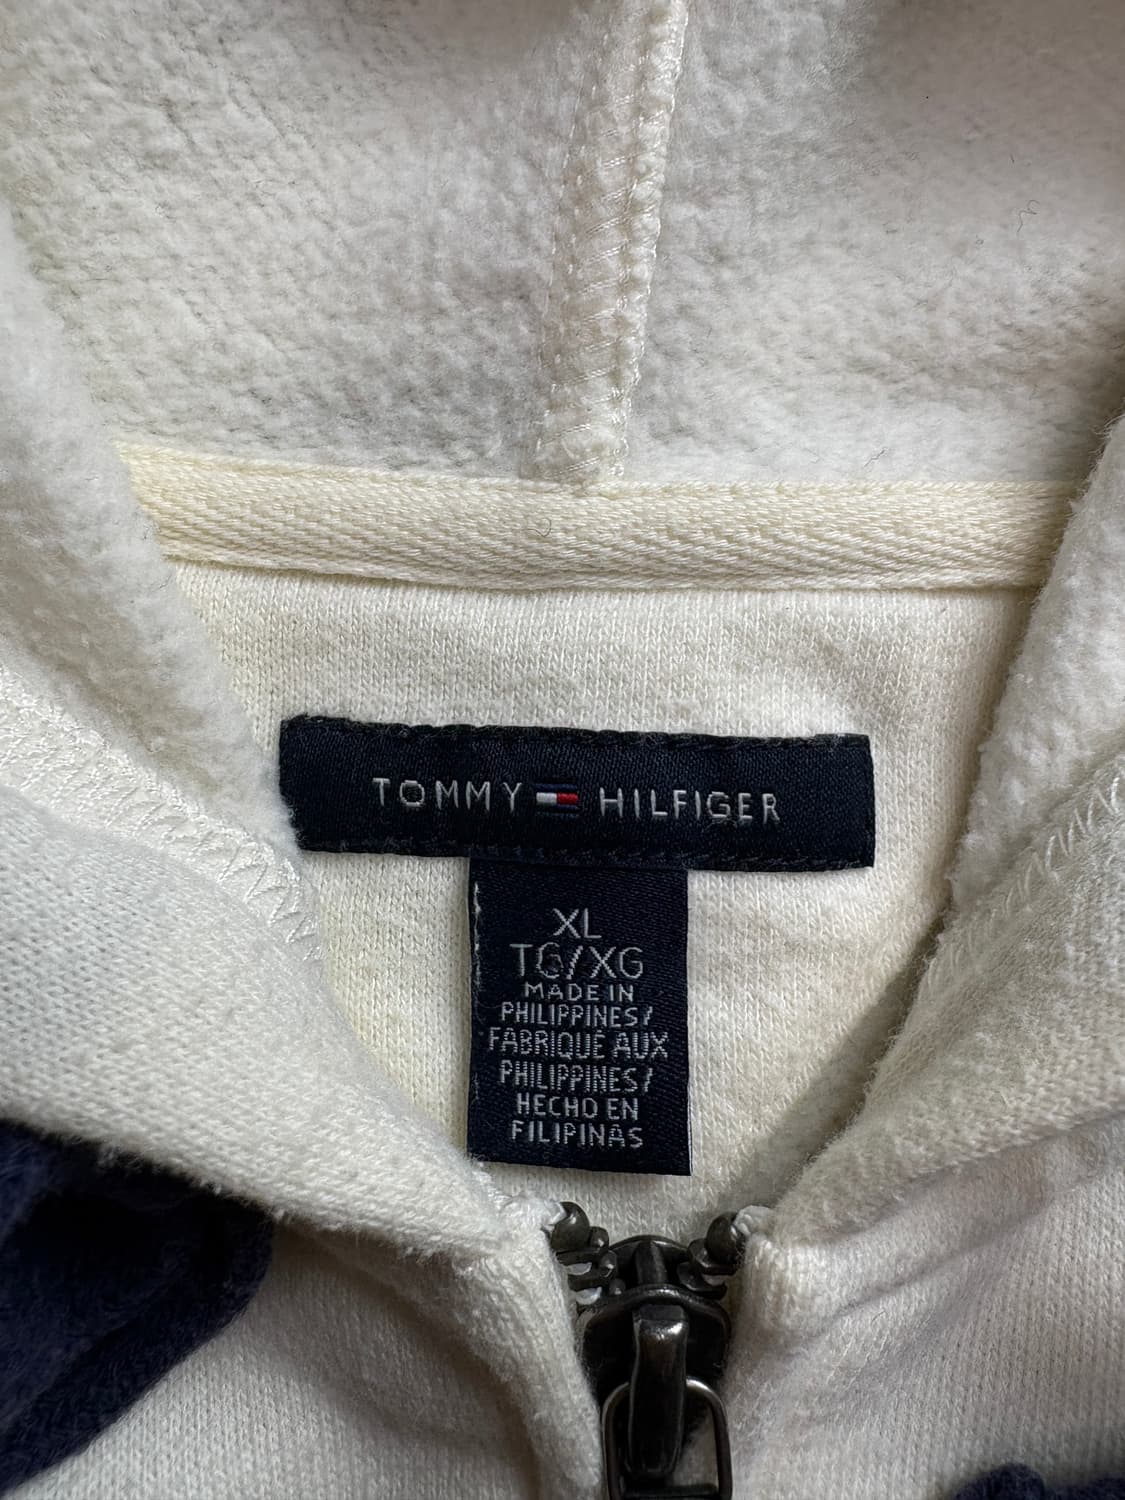 TOMMY HILFIGER
XL
TG/XG
MADE IN
PHILIPPINES/
FABRIQUÉ AUX
PHILIPPINES/
HECHO EN
FILIPINAS